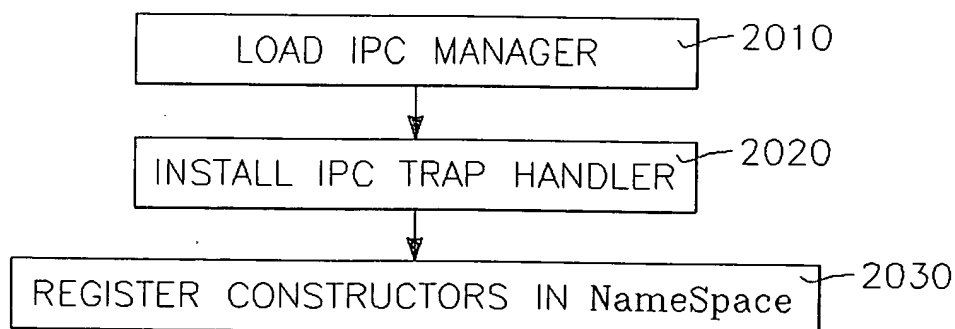 LOAD IPC MANAGER 2010
INSTALL IPC TRAP HANDLER 2020
REGISTER CONSTRUCTORS IN NameSpace 2030